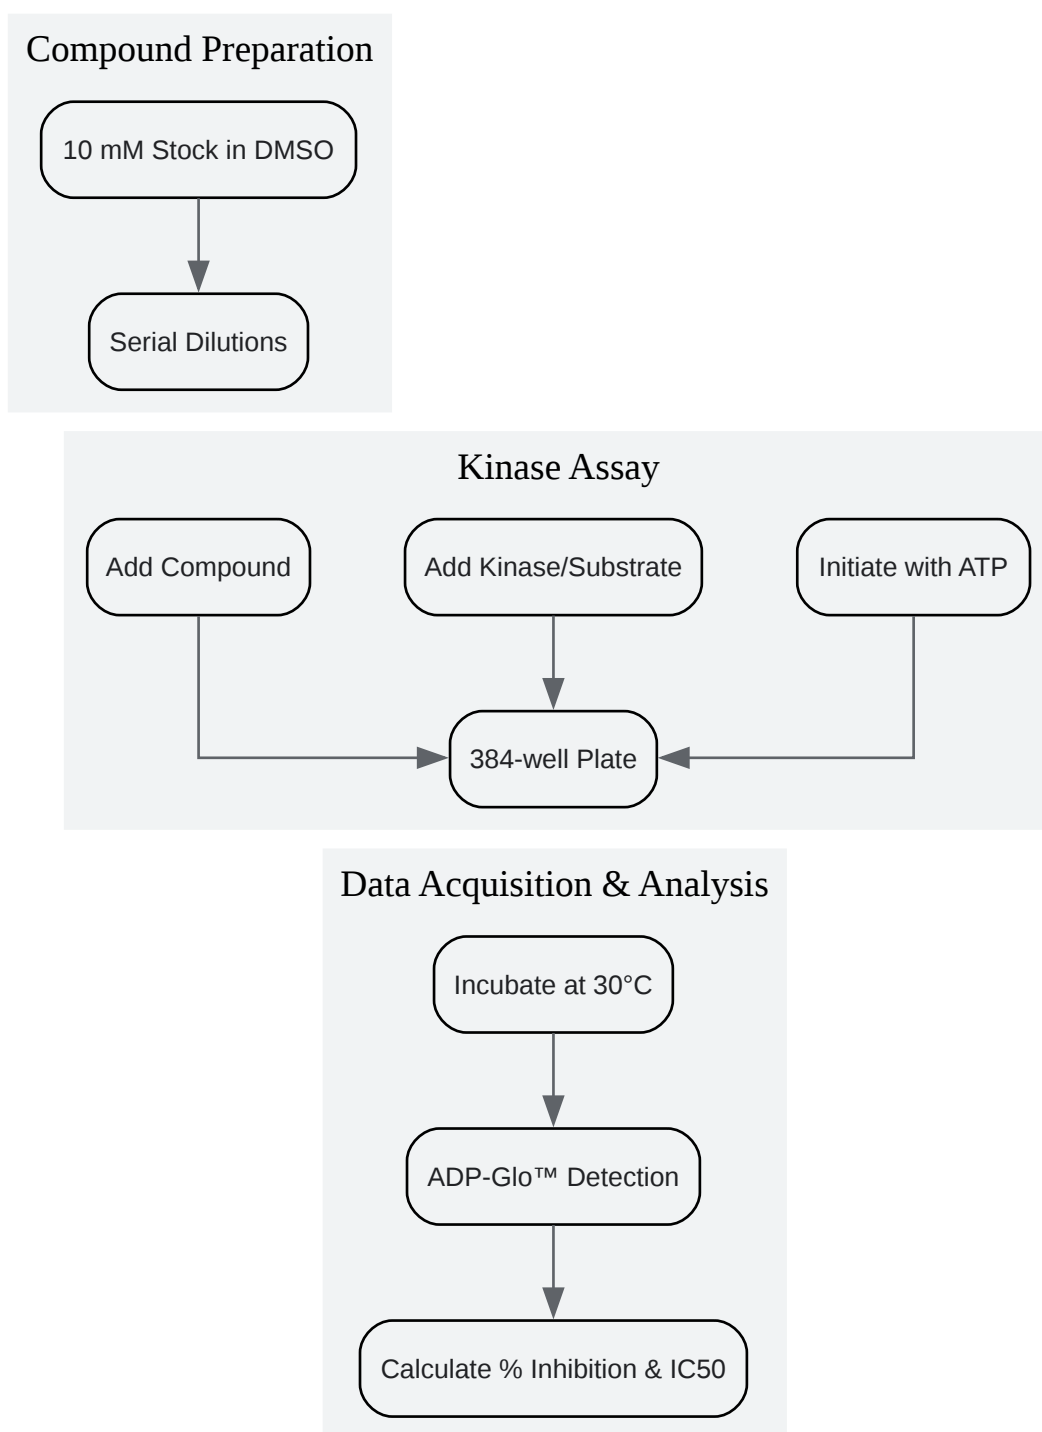 Compound Preparation
10 mM Stock in DMSO
Serial Dilutions
Kinase Assay
Add Compound
Add Kinase/Substrate
Initiate with ATP
384-well Plate
Data Acquisition & Analysis
Incubate at 30°C
ADP-Glo™ Detection
Calculate % Inhibition & IC50